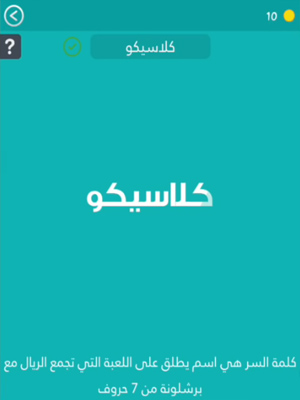 10
?
كلاسيكو
كلاسيكو
كلمة السر هي اسم يطلق على اللعبة التي تجمع الريال مع
برشلونة من 7 حروف